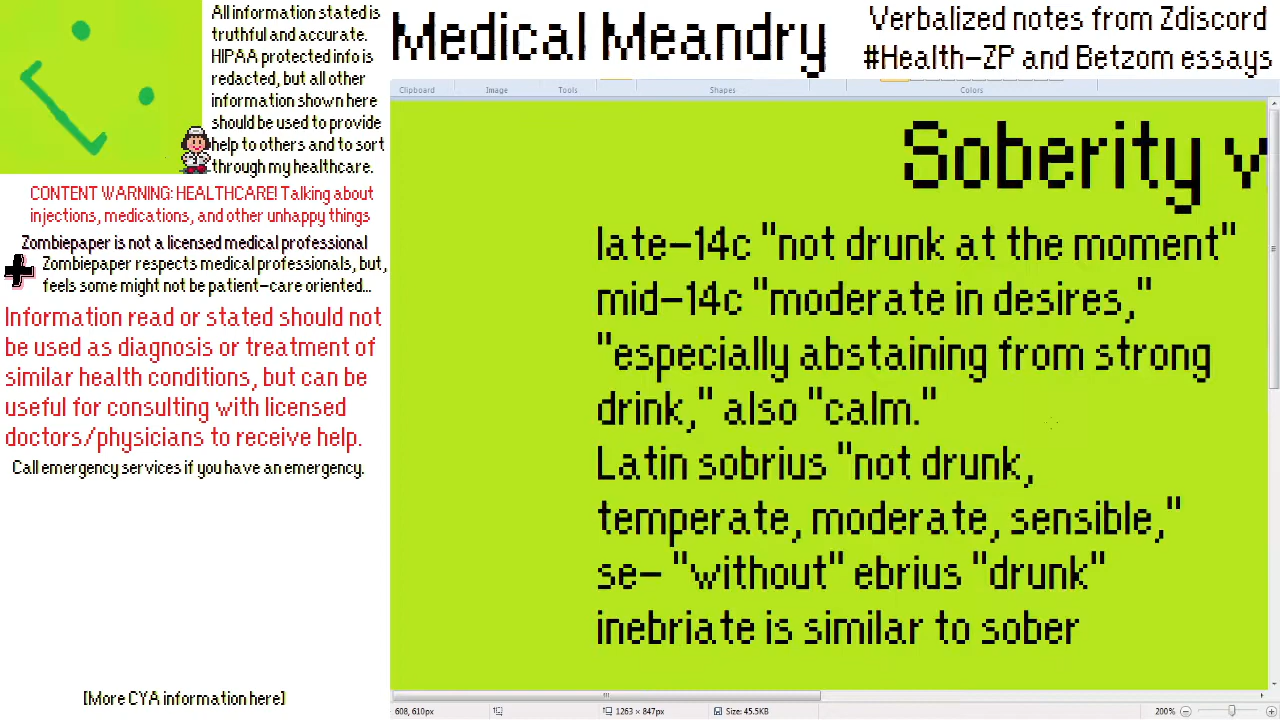 All information stated is
truthful and accurate.
HIPAA protected info is
redacted, but all other
information shown here
should be used to provide
help to others and to sort
through my healthcare.
CONTENT WARNING: HEALTHCARE! Talking about
injections, medications, and other unhappy things
Zombiepaper is not a licensed medical professional
Zombiepaper respects medical professionals, but,
feels some might not be patient-care oriented...
Information read or stated should not
be used as diagnosis or treatment of
similar health conditions, but can be
useful for consulting with licensed
doctors/physicians to receive help.
Call emergency services if you have an emergency.
[More CYA information here]
Medical Meandry
Verbalized notes from Zdiscord
#Health-ZP and Betzom essays
Clipboard
Image
Tools
Shapes
Colors
Soberity v
late-14c "not drunk at the moment"
mid-14c "moderate in desires,"
"especially abstaining from strong
drink," also "calm."
Latin sobrius "not drunk,
temperate, moderate, sensible,"
se- "without" ebrius "drunk"
inebriate is similar to sober
608, 610px
1263 × 847px
Size: 45.5KB
200%